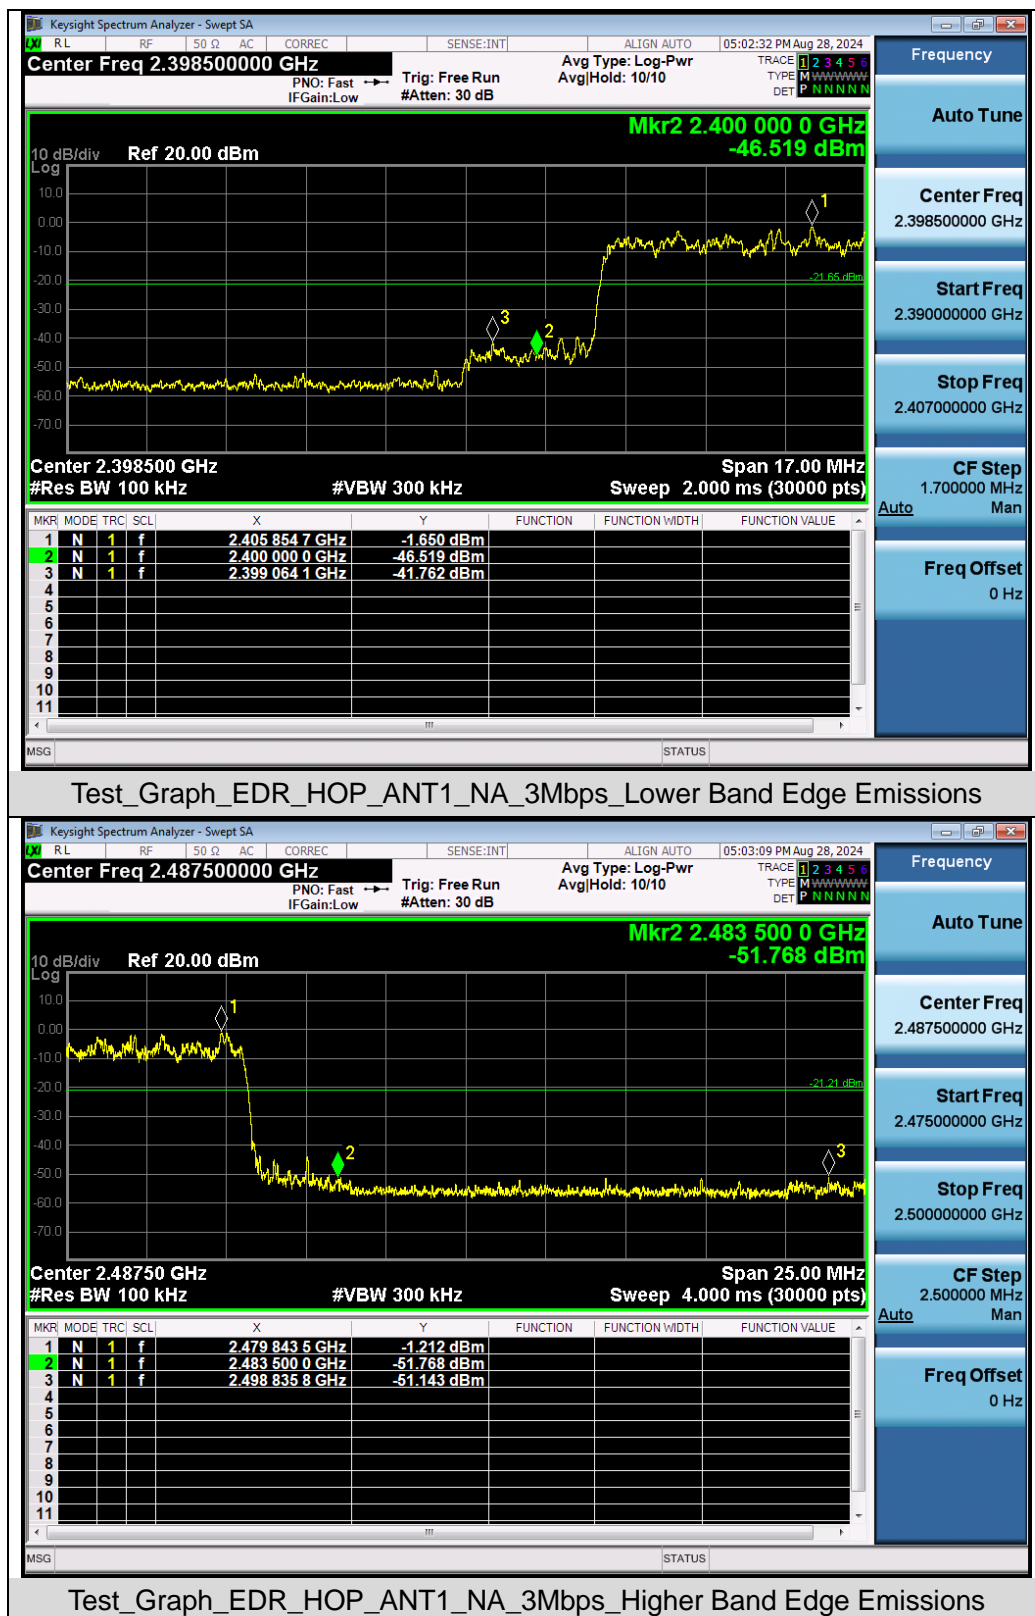 Keysight Spectrum Analyzer - Swept SA
LXI RL RF 50 Ω AC CORREC SENSE:INT ALIGN AUTO 05:02:32 PM Aug 28, 2024
Center Freq 2.398500000 GHz
PNO: Fast
IFGain:Low
Trig: Free Run
#Atten: 30 dB
Avg Type: Log-Pwr
Avg|Hold: 10/10
TRACE 1 2 3 4 5 6
TYPE M W W W W W
DET P N N N N N
Mkr2 2.400 000 0 GHz
-46.519 dBm
10 dB/div Ref 20.00 dBm
Log
10.0
0.00
-10.0
-20.0
-30.0
-40.0
-50.0
-60.0
-70.0
1
-21.65 dBm
3
2
Center 2.398500 GHz Span 17.00 MHz
#Res BW 100 kHz #VBW 300 kHz Sweep 2.000 ms (30000 pts)
MKR MODE TRC SCL X Y FUNCTION FUNCTION WIDTH FUNCTION VALUE
1 N 1 f 2.405 854 7 GHz -1.650 dBm
2 N 1 f 2.400 000 0 GHz -46.519 dBm
3 N 1 f 2.399 064 1 GHz -41.762 dBm
4
5
6
7
8
9
10
11
MSG STATUS
Frequency
Auto Tune
Center Freq
2.398500000 GHz
Start Freq
2.390000000 GHz
Stop Freq
2.407000000 GHz
CF Step
1.700000 MHz
Auto Man
Freq Offset
0 Hz
Test_Graph_EDR_HOP_ANT1_NA_3Mbps_Lower Band Edge Emissions
Keysight Spectrum Analyzer - Swept SA
LXI RL RF 50 Ω AC CORREC SENSE:INT ALIGN AUTO 05:03:09 PM Aug 28, 2024
Center Freq 2.487500000 GHz
PNO: Fast
IFGain:Low
Trig: Free Run
#Atten: 30 dB
Avg Type: Log-Pwr
Avg|Hold: 10/10
TRACE 1 2 3 4 5 6
TYPE M W W W W W
DET P N N N N N
Mkr2 2.483 500 0 GHz
-51.768 dBm
10 dB/div Ref 20.00 dBm
Log
10.0
0.00
-10.0
-20.0
-30.0
-40.0
-50.0
-60.0
-70.0
1
-21.21 dBm
2
3
Center 2.48750 GHz Span 25.00 MHz
#Res BW 100 kHz #VBW 300 kHz Sweep 4.000 ms (30000 pts)
MKR MODE TRC SCL X Y FUNCTION FUNCTION WIDTH FUNCTION VALUE
1 N 1 f 2.479 843 5 GHz -1.212 dBm
2 N 1 f 2.483 500 0 GHz -51.768 dBm
3 N 1 f 2.498 835 8 GHz -51.143 dBm
4
5
6
7
8
9
10
11
MSG STATUS
Frequency
Auto Tune
Center Freq
2.487500000 GHz
Start Freq
2.475000000 GHz
Stop Freq
2.500000000 GHz
CF Step
2.500000 MHz
Auto Man
Freq Offset
0 Hz
Test_Graph_EDR_HOP_ANT1_NA_3Mbps_Higher Band Edge Emissions